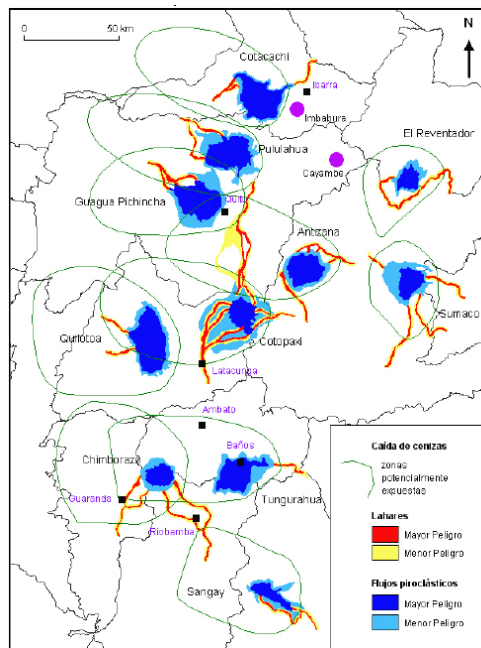 0 50 km
N
Cotacachi
Ibarra
Imbabura
El Reventador
Pululahua
Cayambe
Guagua Pichincha
Quito
Antizana
Sumaco
Quilotoa
Cotopaxi
Latacunga
Ambato
Baños
Chimborazo
Guaranda
Tungurahua
Riobamba
Sangay
Caída de cenizas
zonas
potencialmente
expuestas
Lahares
Mayor Peligro
Menor Peligro
Flujos piroclásticos
Mayor Peligro
Menor Peligro